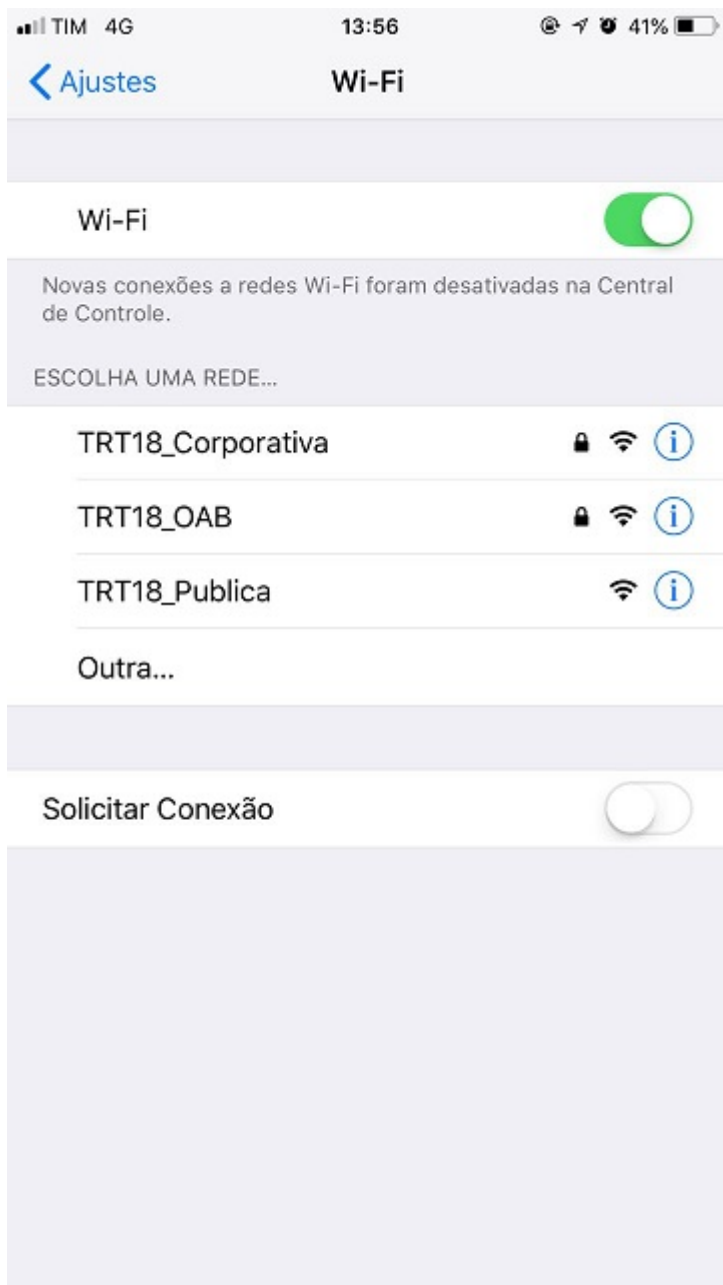 TIM 4G 13:56 41%
Ajustes Wi-Fi
Wi-Fi
Novas conexões a redes Wi-Fi foram desativadas na Central
de Controle.
ESCOLHA UMA REDE...
TRT18_Corporativa
TRT18_OAB
TRT18_Publica
Outra...
Solicitar Conexão